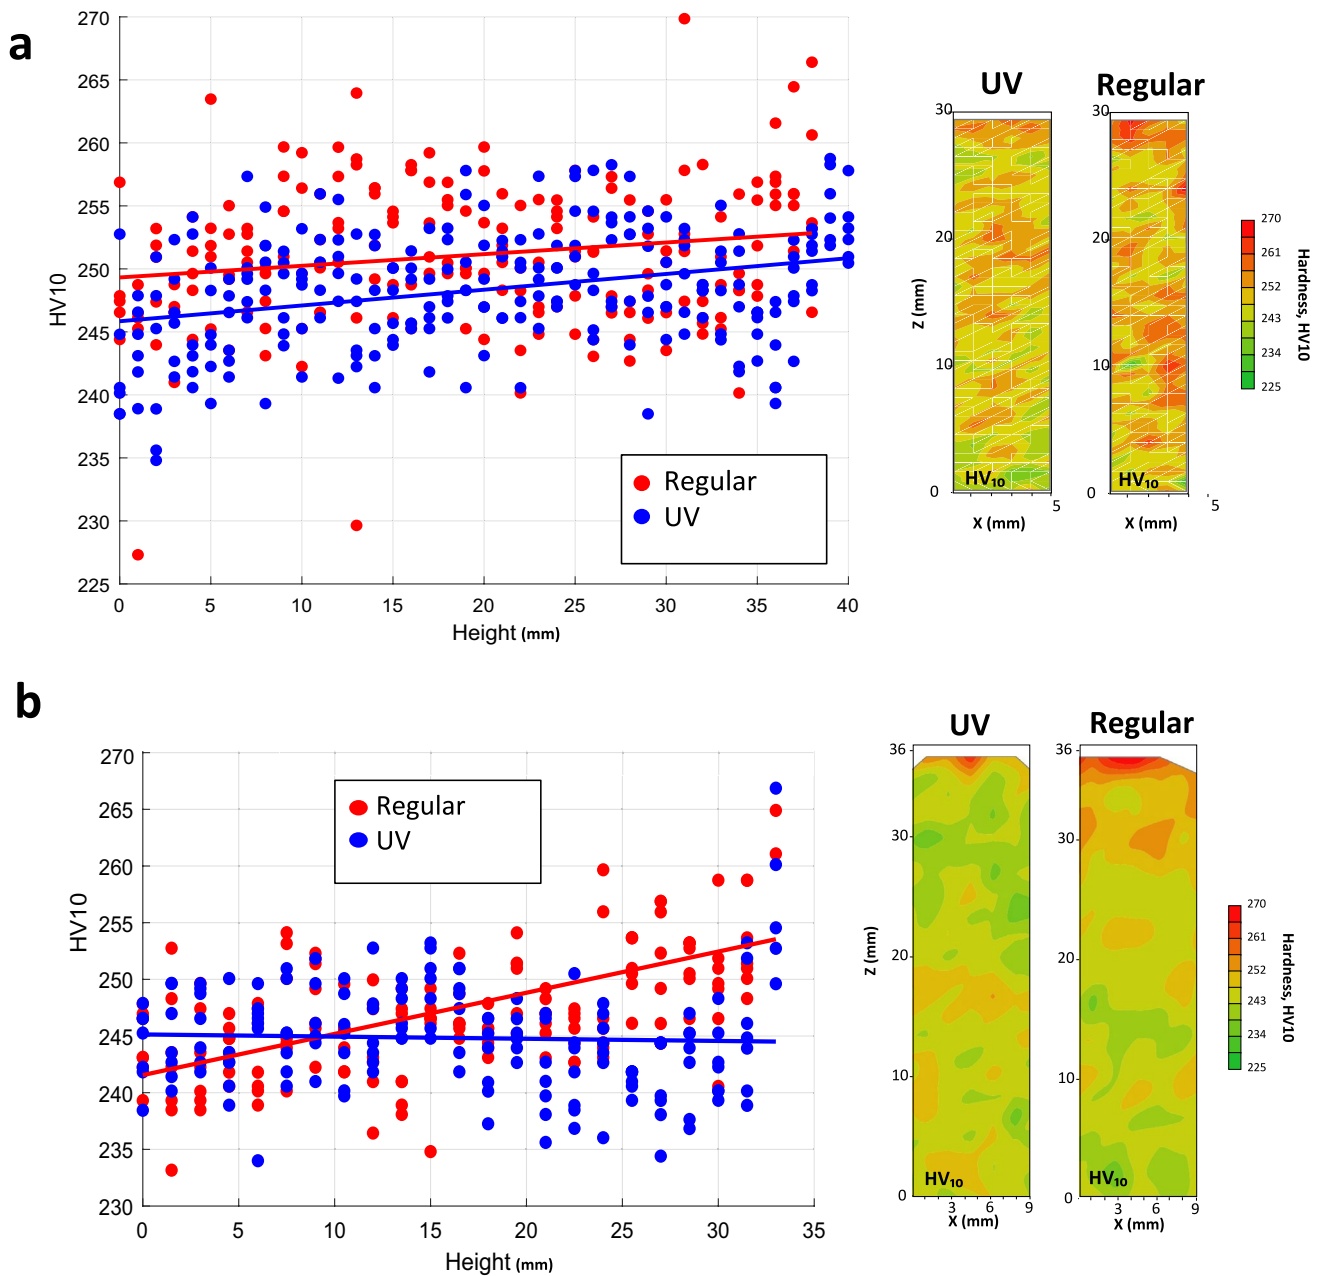 a
270
265
260
255
250
245
240
235
230
225
HV10
0 5 10 15 20 25 30 35 40
Height (mm)
Regular
UV
UV Regular
30
20
10
0
Z (mm)
HV₁₀
5
X (mm)
30
20
10
0
HV₁₀
5
X (mm)
270
261
252
243
234
225
Hardness, HV10
b
270
265
260
255
250
245
240
235
230
HV10
0 5 10 15 20 25 30 35
Height (mm)
Regular
UV
UV Regular
36
30
20
10
0
Z (mm)
HV₁₀
3 6 9
X (mm)
36
30
20
10
0
HV₁₀
3 6 9
X (mm)
270
261
252
243
234
225
Hardness, HV10